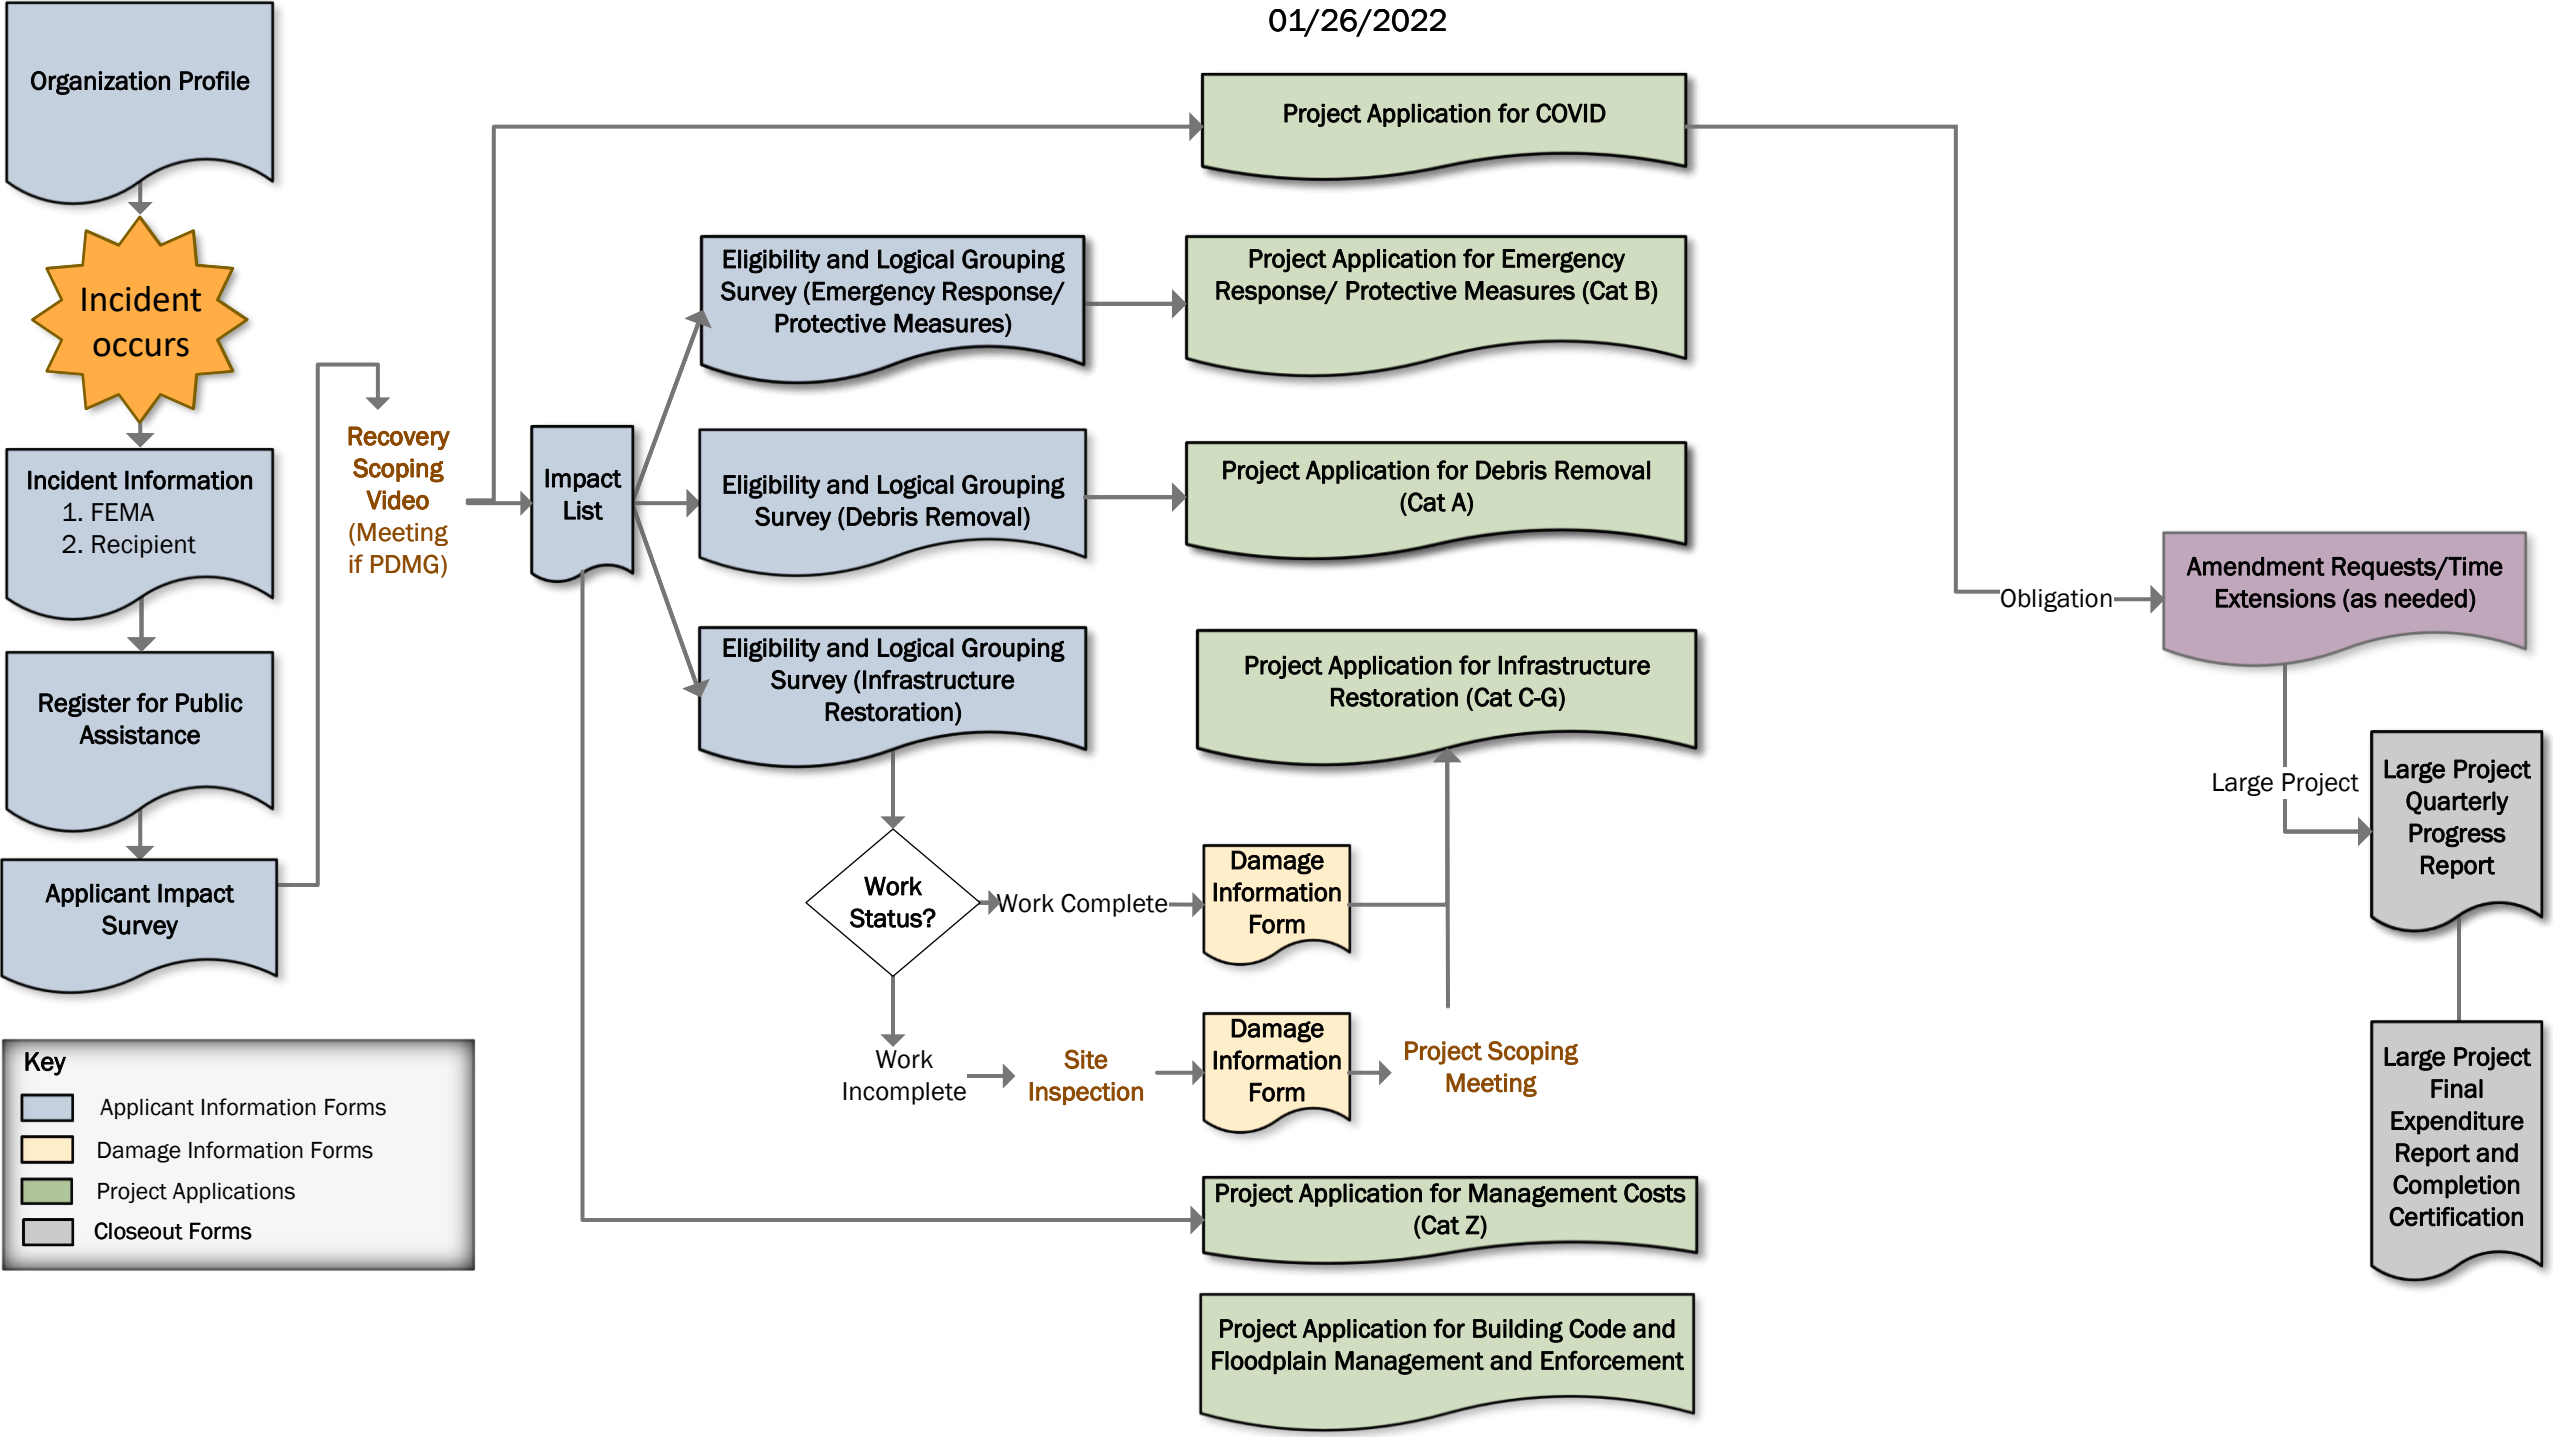 01/26/2022
Organization Profile
Incident
occurs
Incident Information
1. FEMA
2. Recipient
Register for Public
Assistance
Applicant Impact
Survey
Recovery
Scoping
Video
(Meeting
if PDMG)
Impact
List
Project Application for COVID
Eligibility and Logical Grouping
Survey (Emergency Response/
Protective Measures)
Project Application for Emergency
Response/ Protective Measures (Cat B)
Eligibility and Logical Grouping
Survey (Debris Removal)
Project Application for Debris Removal
(Cat A)
Eligibility and Logical Grouping
Survey (Infrastructure
Restoration)
Project Application for Infrastructure
Restoration (Cat C-G)
Work
Status?
Work Complete
Damage
Information
Form
Work
Incomplete
Site
Inspection
Damage
Information
Form
Project Scoping
Meeting
Project Application for Management Costs
(Cat Z)
Project Application for Building Code and
Floodplain Management and Enforcement
Obligation
Amendment Requests/Time
Extensions (as needed)
Large Project
Large Project
Quarterly
Progress
Report
Large Project
Final
Expenditure
Report and
Completion
Certification
Key
Applicant Information Forms
Damage Information Forms
Project Applications
Closeout Forms